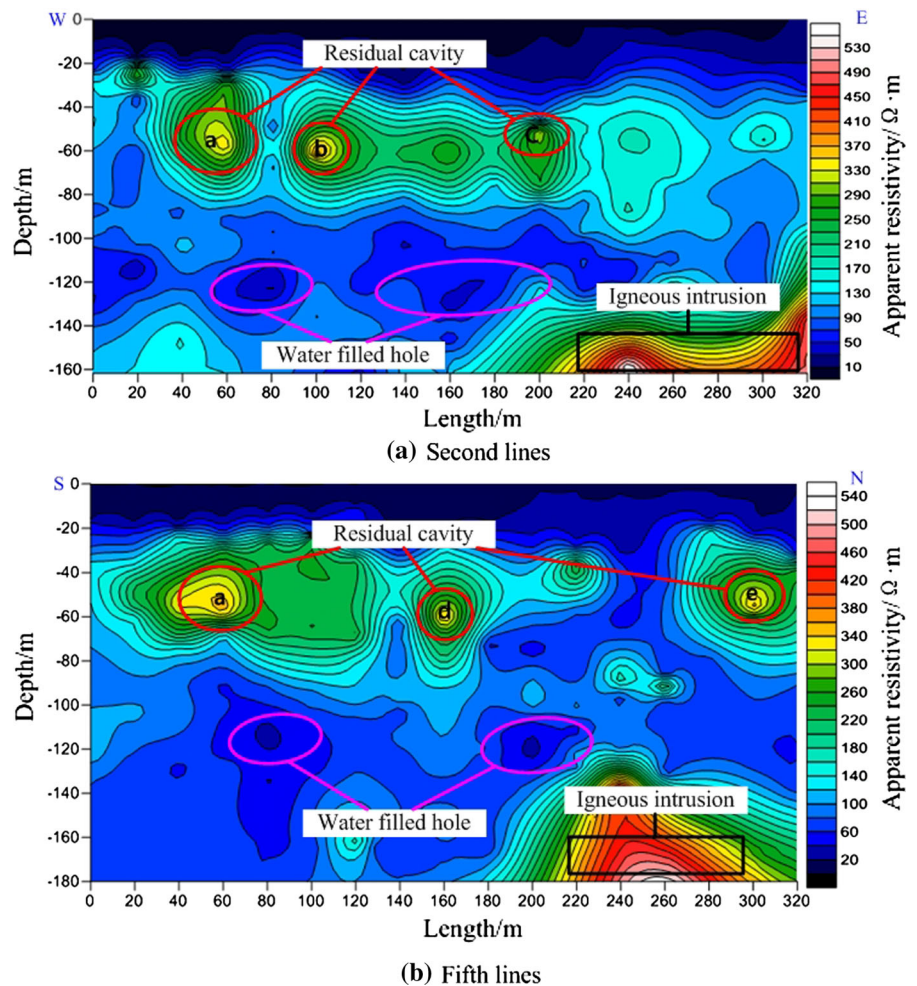 W
E
0
-20
-40
-60
-80
-100
-120
-140
-160
Depth/m
Residual cavity
a
b
c
Igneous intrusion
Water filled hole
0 20 40 60 80 100 120 140 160 180 200 220 240 260 280 300 320
Length/m
530
490
450
410
370
330
290
250
210
170
130
90
50
10
Apparent resistivity/ Ω·m
(a) Second lines
S
N
0
-20
-40
-60
-80
-100
-120
-140
-160
-180
Depth/m
Residual cavity
a
d
e
Igneous intrusion
Water filled hole
0 20 40 60 80 100 120 140 160 180 200 220 240 260 280 300 320
Length/m
540
500
460
420
380
340
300
260
220
180
140
100
60
20
Apparent resistivity/ Ω·m
(b) Fifth lines